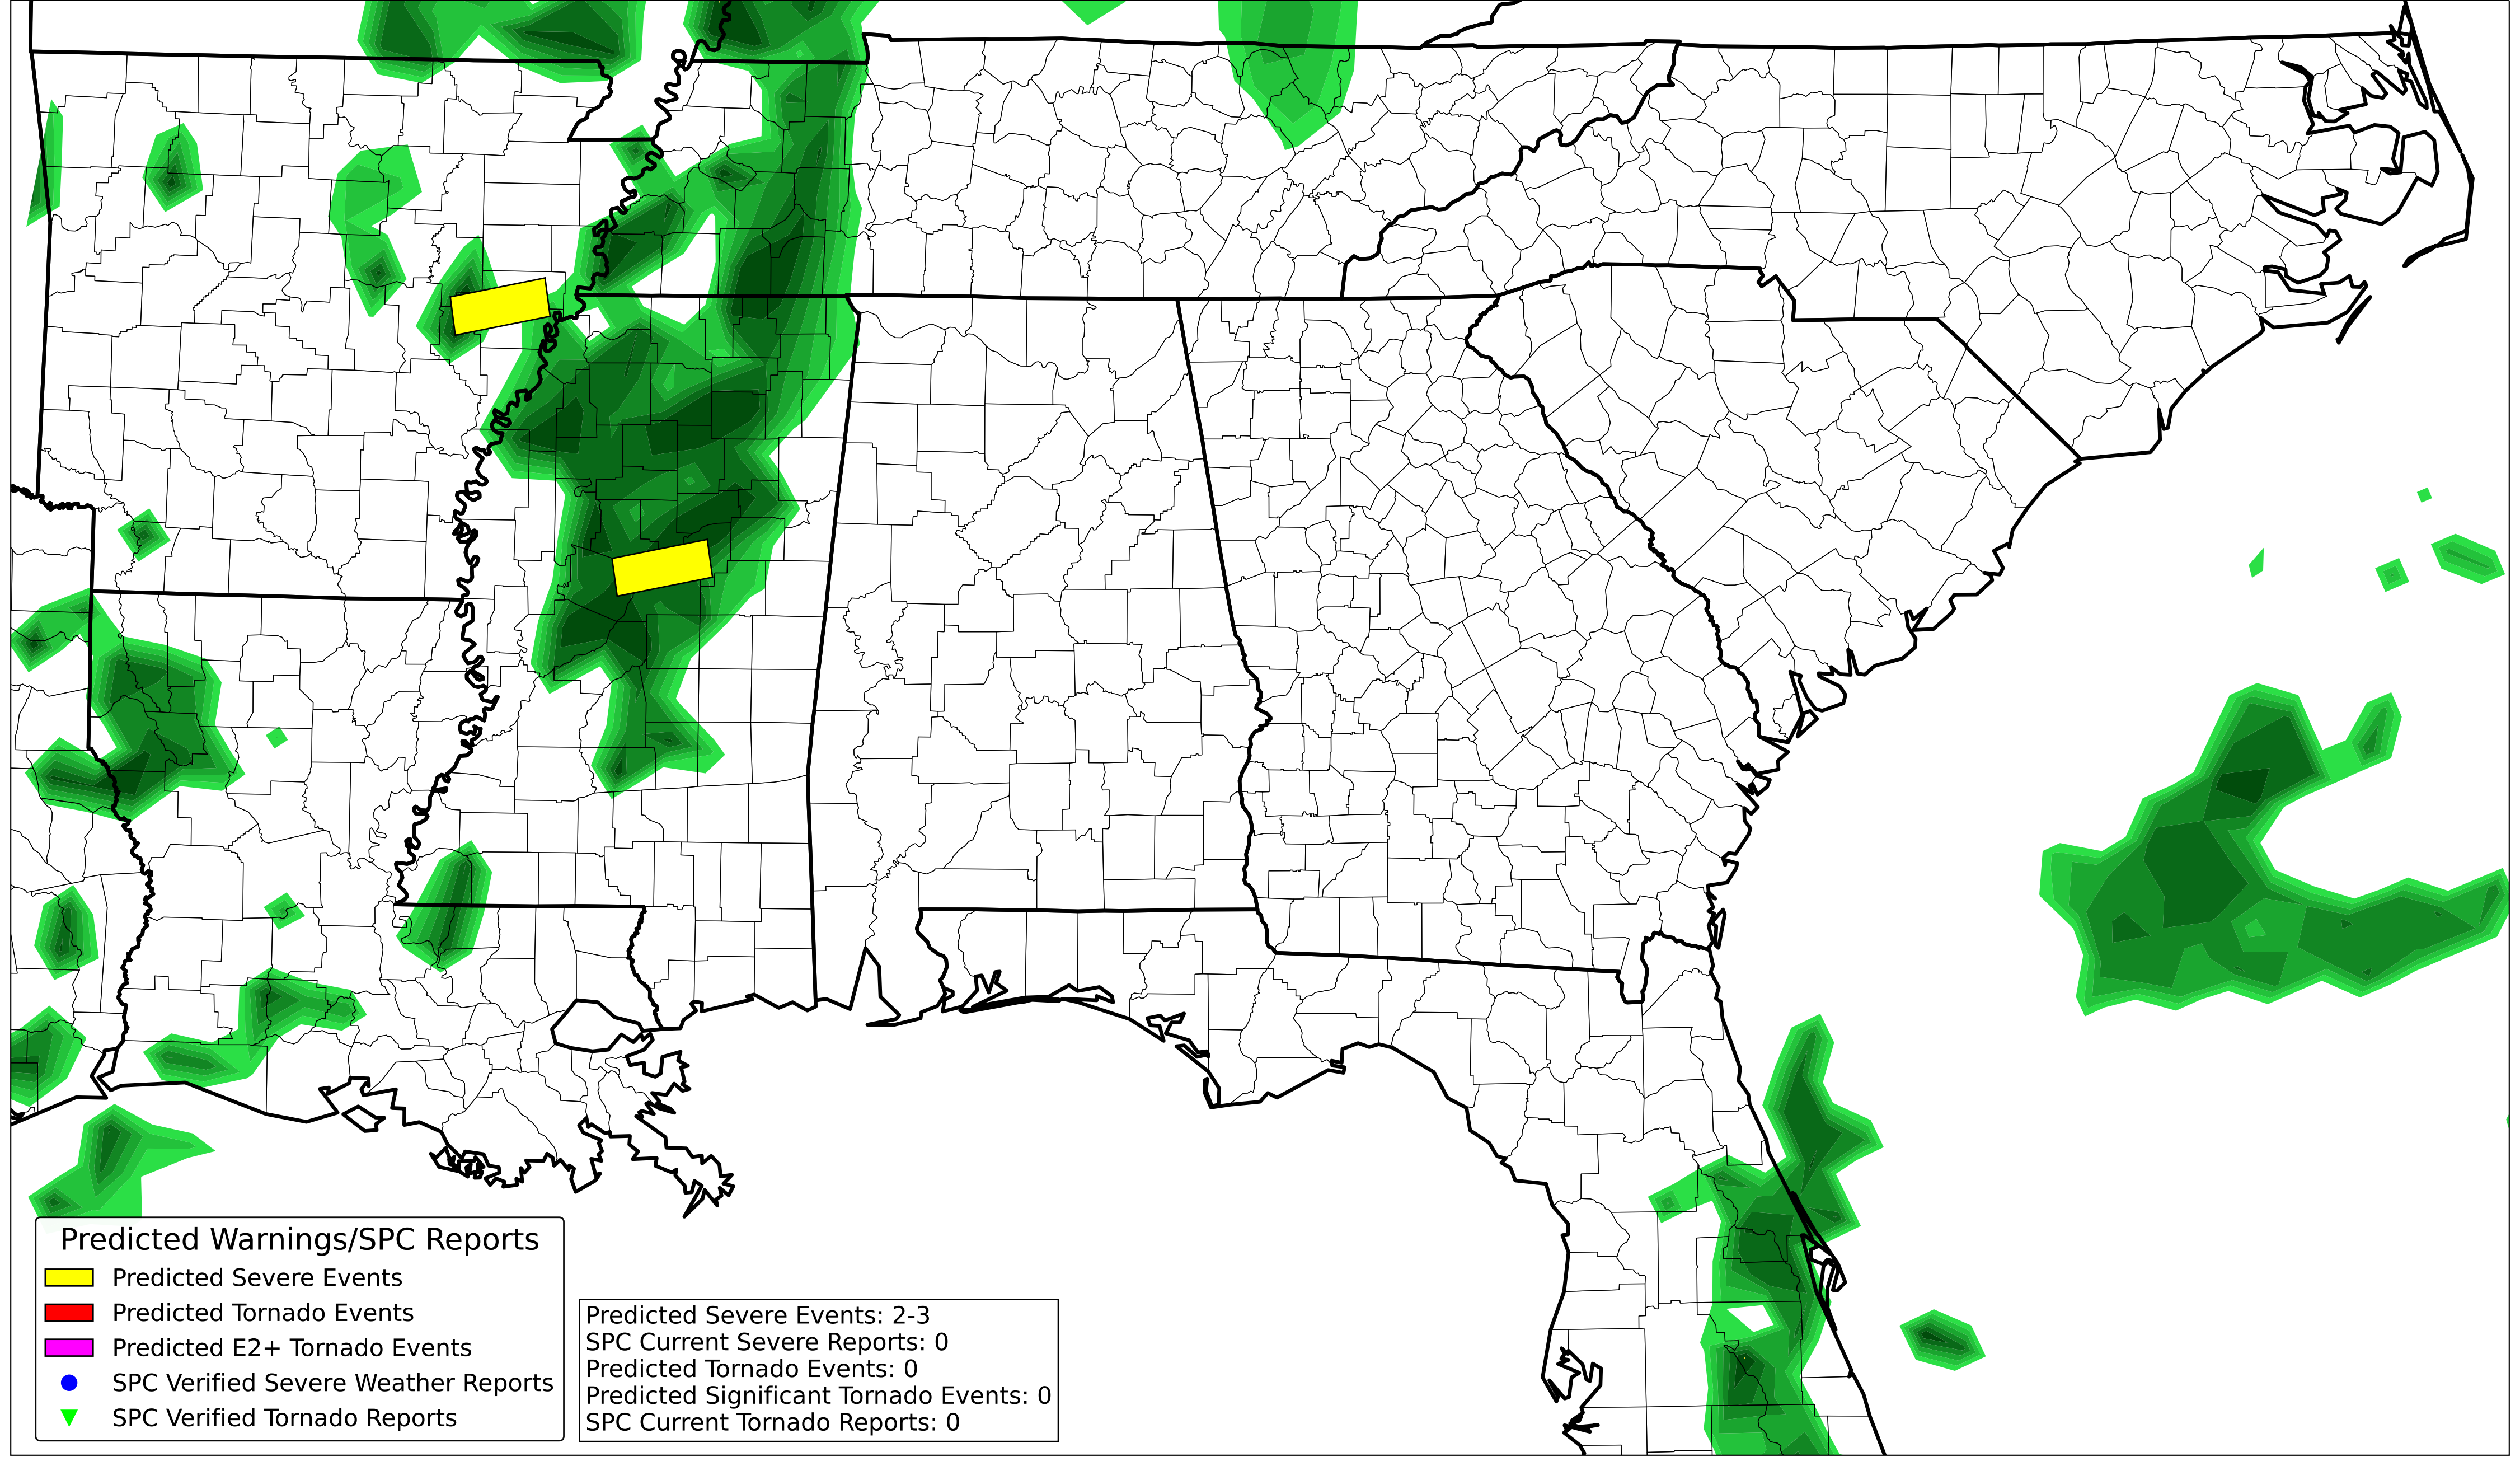 Predicted Warnings/SPC Reports
Predicted Severe Events
Predicted Tornado Events
Predicted E2+ Tornado Events
SPC Verified Severe Weather Reports
SPC Verified Tornado Reports
Predicted Severe Events: 2-3
SPC Current Severe Reports: 0
Predicted Tornado Events: 0
Predicted Significant Tornado Events: 0
SPC Current Tornado Reports: 0